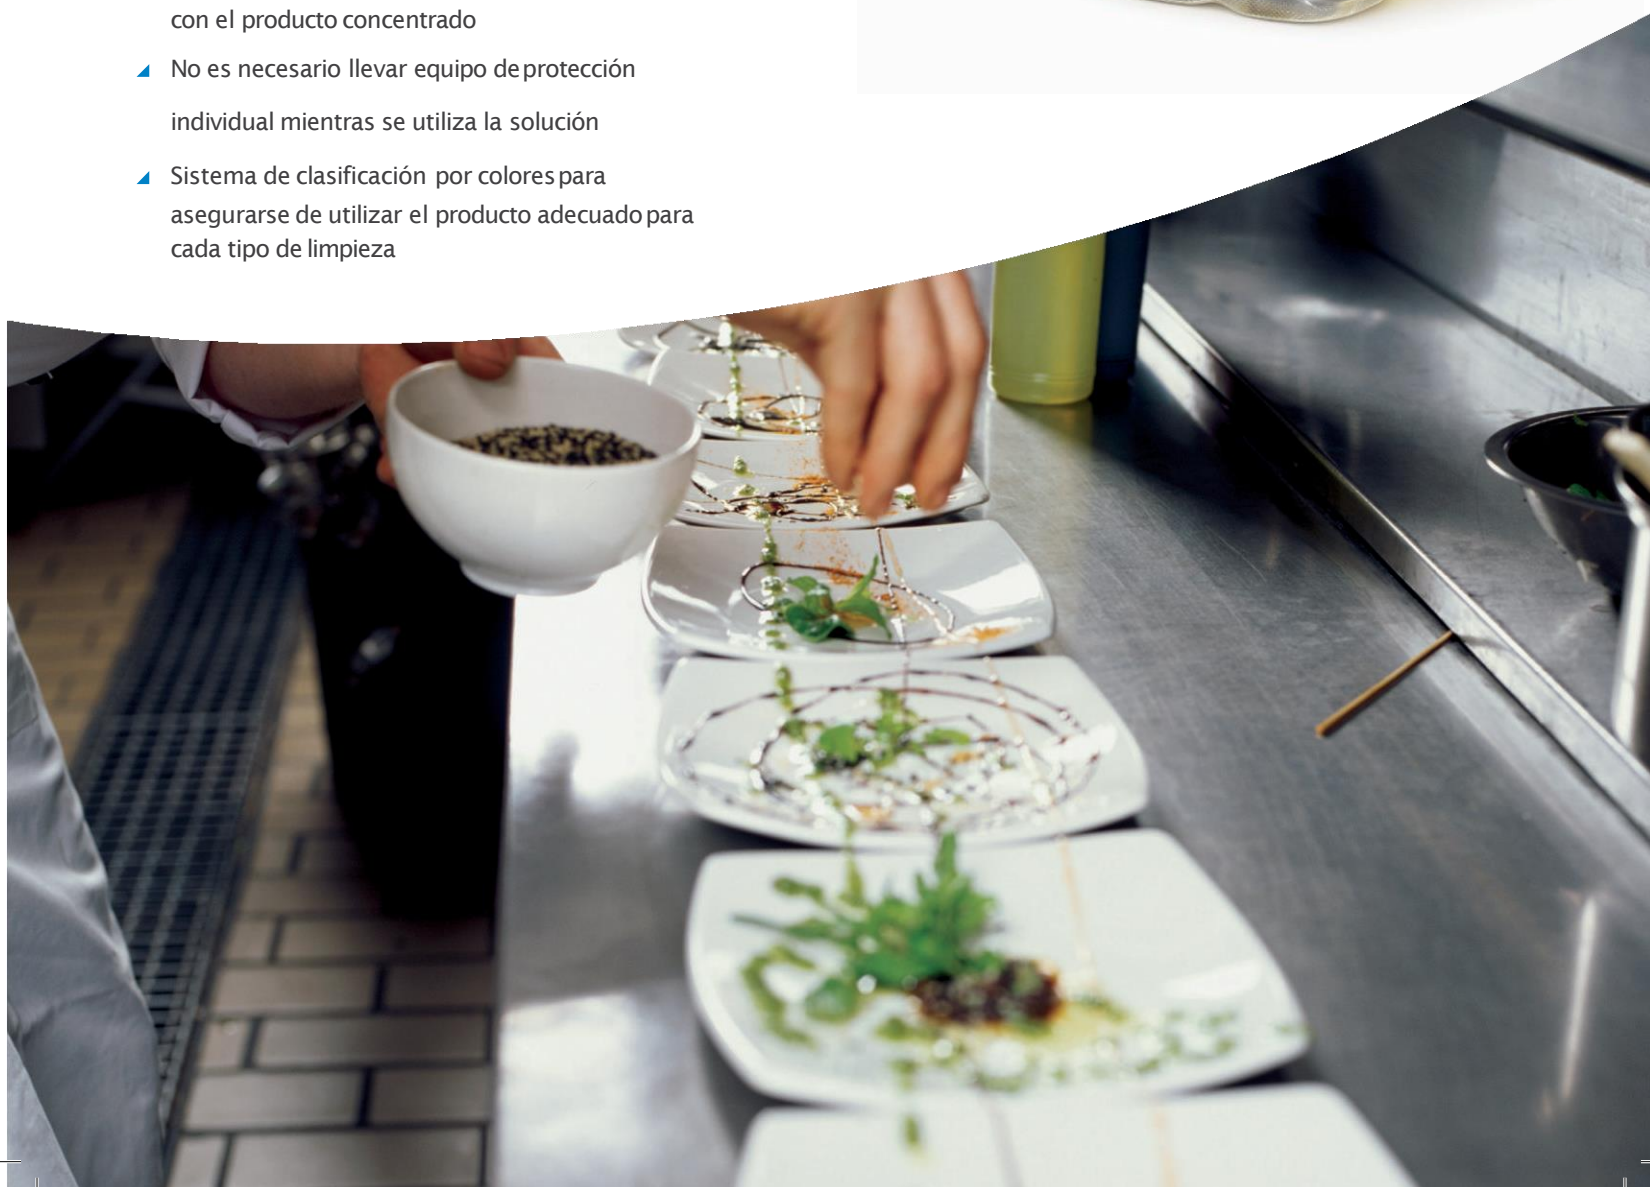 con el producto concentrado
No es necesario llevar equipo de protección
individual mientras se utiliza la solución
Sistema de clasificación por colores para
asegurarse de utilizar el producto adecuado para
cada tipo de limpieza